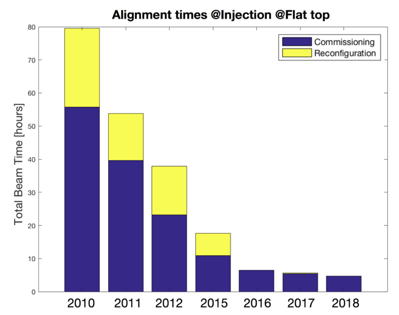 Alignment times @Injection @Flat top
Commissioning
Reconfiguration
Total Beam Time [hours]
80
70
60
50
40
30
20
10
0
2010 2011 2012 2015 2016 2017 2018